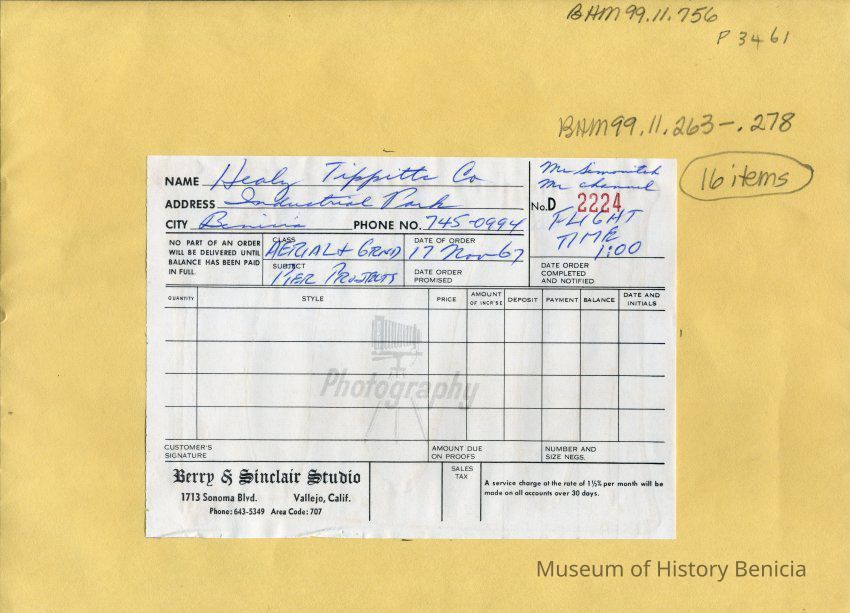 BHM99.11.756
P 3461
BHM99.11.263-.278
16 items
NAME Healy Tippitts Co
ADDRESS Industrial Park
CITY Benicia PHONE NO. 745-0994
Mr
Mr Channel
No.D 2224
FLIGHT
TIME
1:00
NO PART OF AN ORDER
WILL BE DELIVERED UNTIL
BALANCE HAS BEEN PAID
IN FULL
CLASS
AERIAL & GRND
SUBJECT
PIER PROJECTS
DATE OF ORDER
17 Nov 67
DATE ORDER
PROMISED
DATE ORDER
COMPLETED
AND NOTIFIED
QUANTITY STYLE PRICE AMOUNT OF INCR'SE DEPOSIT PAYMENT BALANCE DATE AND INITIALS
Photography
CUSTOMER'S
SIGNATURE
AMOUNT DUE
ON PROOFS
NUMBER AND
SIZE NEGS.
Berry & Sinclair Studio
1713 Sonoma Blvd. Vallejo, Calif.
Phone: 643-5349 Area Code: 707
SALES
TAX
A service charge at the rate of 1½% per month will be
made on all accounts over 30 days.
Museum of History Benicia